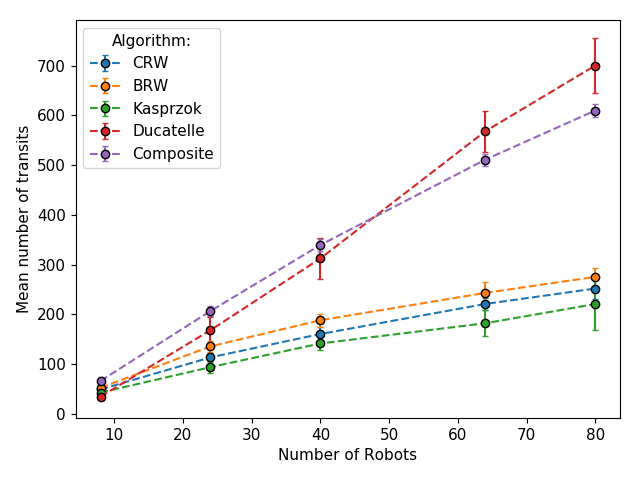 Algorithm:
CRW
BRW
Kasprzok
Ducatelle
Composite
Mean number of transits
700
600
500
400
300
200
100
0
10 20 30 40 50 60 70 80
Number of Robots